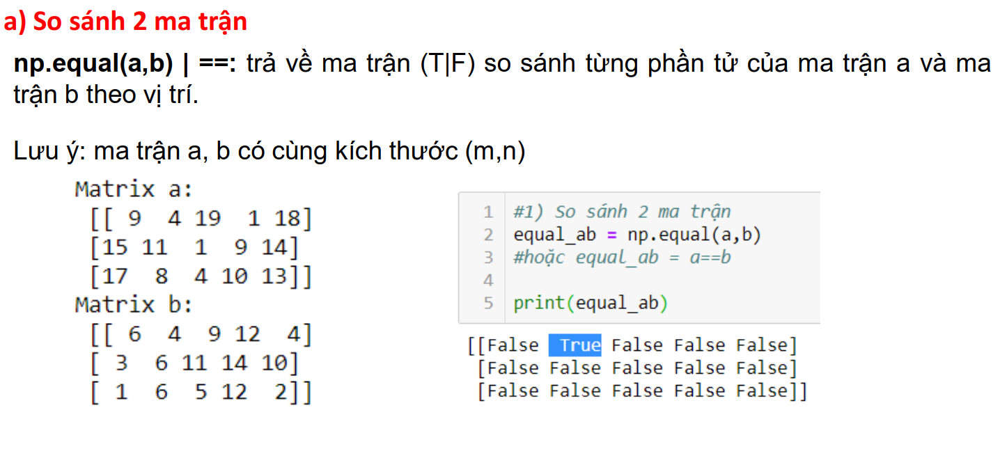 a) So sánh 2 ma trận
np.equal(a,b) | ==: trả về ma trận (T|F) so sánh từng phần tử của ma trận a và ma
trận b theo vị trí.
Lưu ý: ma trận a, b có cùng kích thước (m,n)
Matrix a:
[[ 9  4 19  1 18]
[15 11  1  9 14]
[17  8  4 10 13]]
Matrix b:
[[ 6  4  9 12  4]
[ 3  6 11 14 10]
[ 1  6  5 12  2]]
1 #1) So sánh 2 ma trận
2 equal_ab = np.equal(a,b)
3 #hoặc equal_ab = a==b
4
5 print(equal_ab)
[[False  True False False False]
[False False False False False]
[False False False False False]]